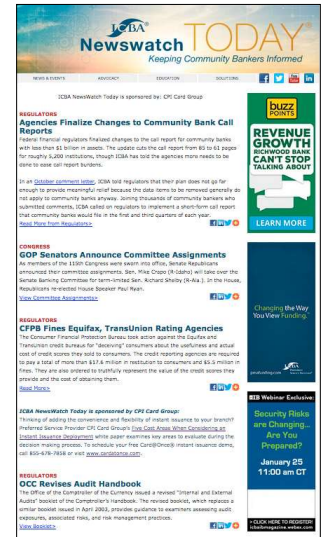 ICBA
Newswatch TODAY
Keeping Community Bankers Informed
NEWS & EVENTS ADVOCACY EDUCATION SOLUTIONS
ICBA NewsWatch Today is sponsored by: CPI Card Group
REGULATORS
Agencies Finalize Changes to Community Bank Call
Reports
Federal financial regulators finalized changes to the call report for community banks
with less than $1 billion in assets. The update cuts the call report from 85 to 61 pages
for roughly 5,200 institutions, though ICBA has told the agencies more needs to be
done to ease call report burdens.
In an October comment letter, ICBA told regulators that their plan does not go far
enough to provide meaningful relief because the data items to be removed generally do
not apply to community banks anyway. Joining thousands of community bankers who
submitted comments, ICBA called on regulators to implement a short-form call report
that community banks would file in the first and third quarters of each year.
Read More from Regulators>
CONGRESS
GOP Senators Announce Committee Assignments
As members of the 115th Congress were sworn into office, Senate Republicans
announced their committee assignments. Sen. Mike Crapo (R-Idaho) will take over the
Senate Banking Committee for term-limited Sen. Richard Shelby (R-Ala.). In the House,
Republicans re-elected House Speaker Paul Ryan.
View Committee Assignments>
REGULATORS
CFPB Fines Equifax, TransUnion Rating Agencies
The Consumer Financial Protection Bureau took action against the Equifax and
TransUnion credit bureaus for "deceiving" consumers about the usefulness and actual
cost of credit scores they sold to consumers. The credit reporting agencies are required
to pay a total of more than $17.6 million in restitution to consumers and $5.5 million in
fines. They are also ordered to truthfully represent the value of the credit scores they
provide and the cost of obtaining them.
Read More>
ICBA NewsWatch Today is sponsored by CPI Card Group:
Thinking of adding the convenience and flexibility of instant issuance to your branch?
Preferred Service Provider CPI Card Group's Five Cost Areas When Considering an
Instant Issuance Deployment white paper examines key areas to evaluate during the
decision making process. To schedule your free Card@Once® instant issuance demo,
call 855-678-7858 or visit www.cardatonce.com.
REGULATORS
OCC Revises Audit Handbook
The Office of the Comptroller of the Currency issued a revised "Internal and External
Audits" booklet of the Comptroller's Handbook. The revised booklet, which replaces a
similar booklet issued in April 2003, provides guidance to examiners assessing audit
exposures, associated risks, and risk management practices.
View Booklet>
buzz
POINTS
REVENUE
GROWTH
RICHWOOD BANK
CAN'T STOP
TALKING ABOUT
LEARN MORE
Changing the Way
You View Funding.
Webinar Exclusive:
Security Risks
are Changing...
Are You
Prepared?
January 25
11:00 am CT
> CLICK HERE TO REGISTER!